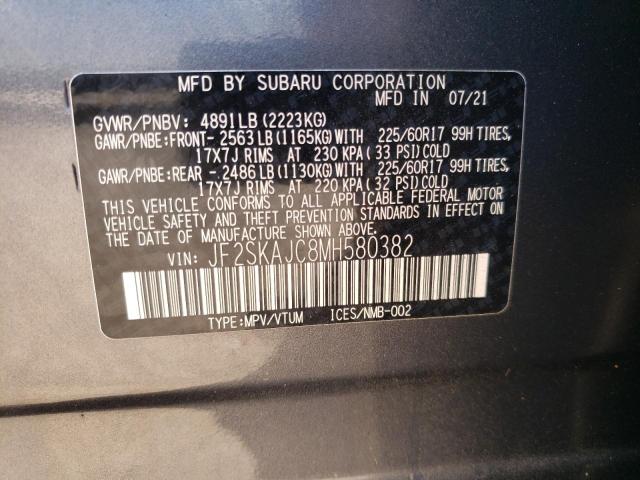 MFD BY SUBARU CORPORATION
MFD IN 07/21
GVWR/PNBV: 4891LB(2223KG)
GAWR/PNBE:FRONT- 2563LB(1165KG)WITH 225/60R17 99H TIRES,
17X7J RIMS AT 230 KPA(33 PSI)COLD
GAWR/PNBE:REAR - 2486LB(1130KG)WITH 225/60R17 99H TIRES,
17X7J RIMS AT 220 KPA(32 PSI)COLD
THIS VEHICLE CONFORMS TO ALL APPLICABLE FEDERAL MOTOR
VEHICLE SAFETY AND THEFT PREVENTION STANDARDS IN EFFECT ON
THE DATE OF MANUFACTURE SHOWN ABOVE.
VIN: JF2SKAJC8MH580382
TYPE:MPV/VTUM ICES/NMB-002